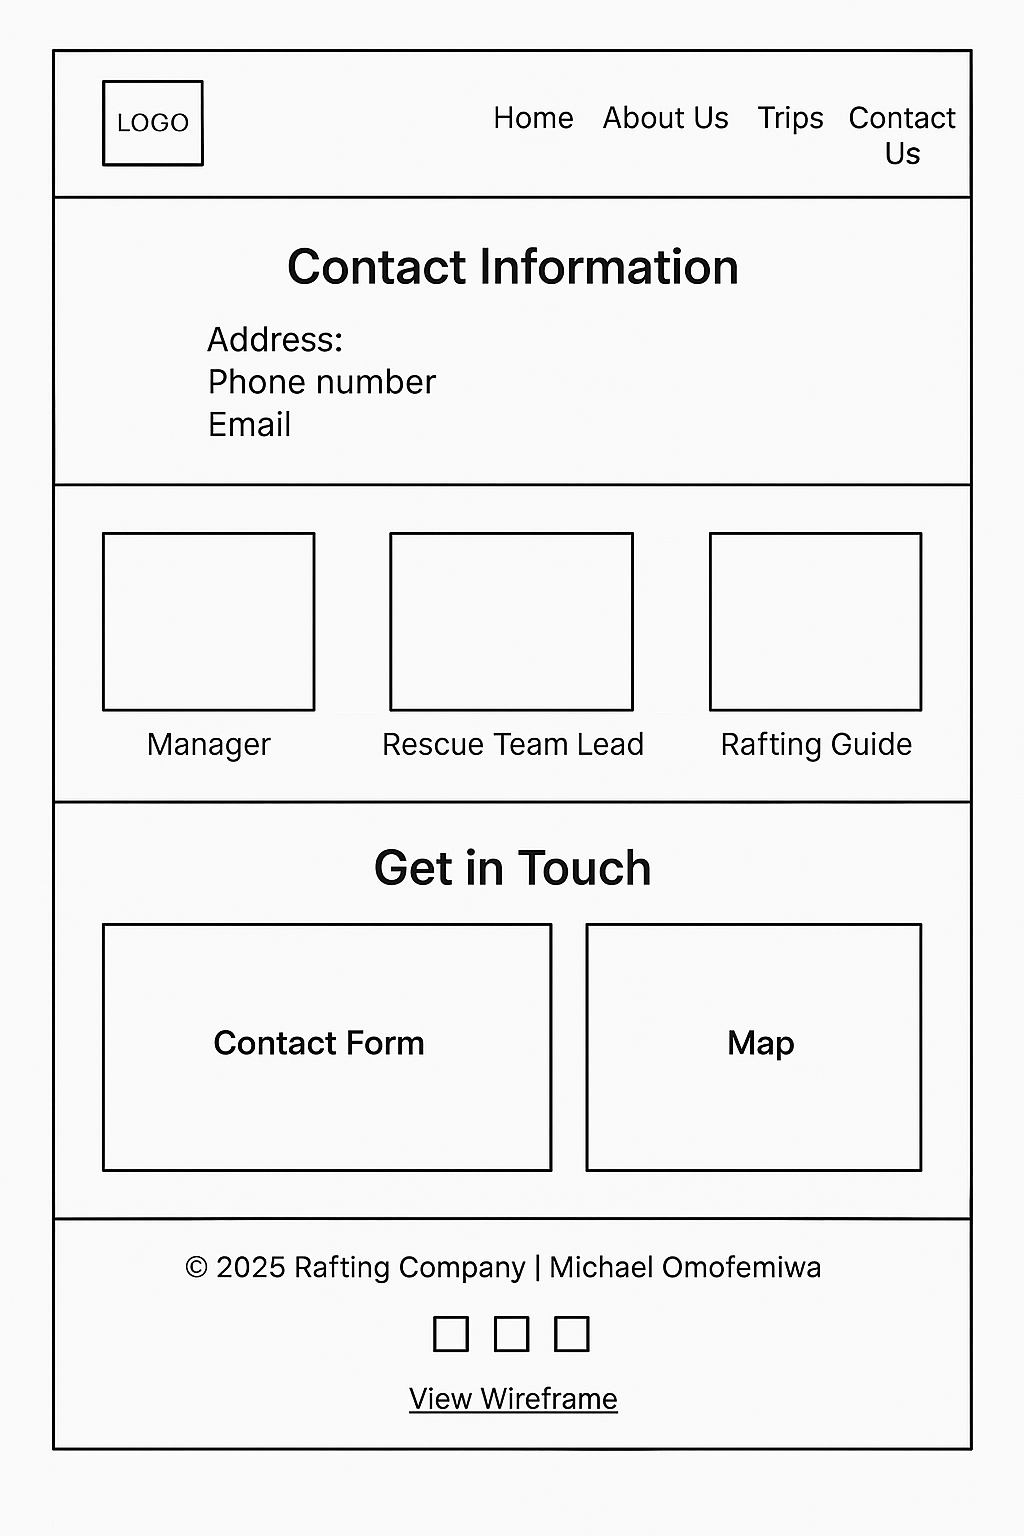 LOGO
Home About Us Trips Contact
Us
Contact Information
Address:
Phone number
Email
Manager Rescue Team Lead Rafting Guide
Get in Touch
Contact Form Map
© 2025 Rafting Company | Michael Omofemiwa
View Wireframe